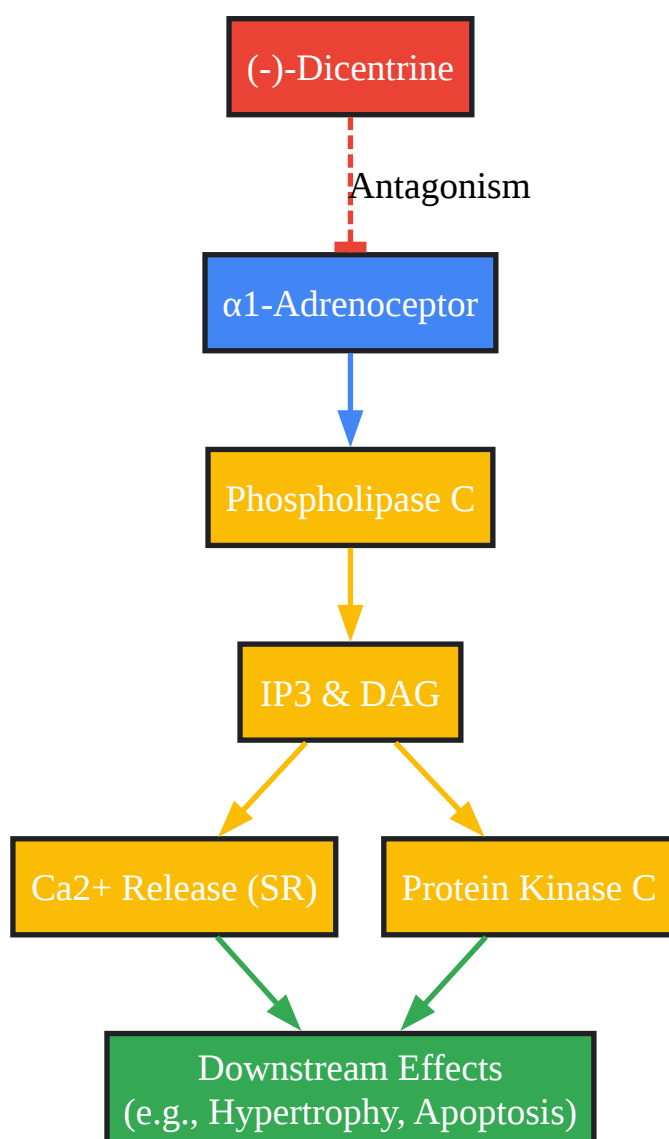 (-)-Dicentrine
Antagonism
α1-Adrenoceptor
Phospholipase C
IP3 & DAG
Ca2+ Release (SR)
Protein Kinase C
Downstream Effects
(e.g., Hypertrophy, Apoptosis)